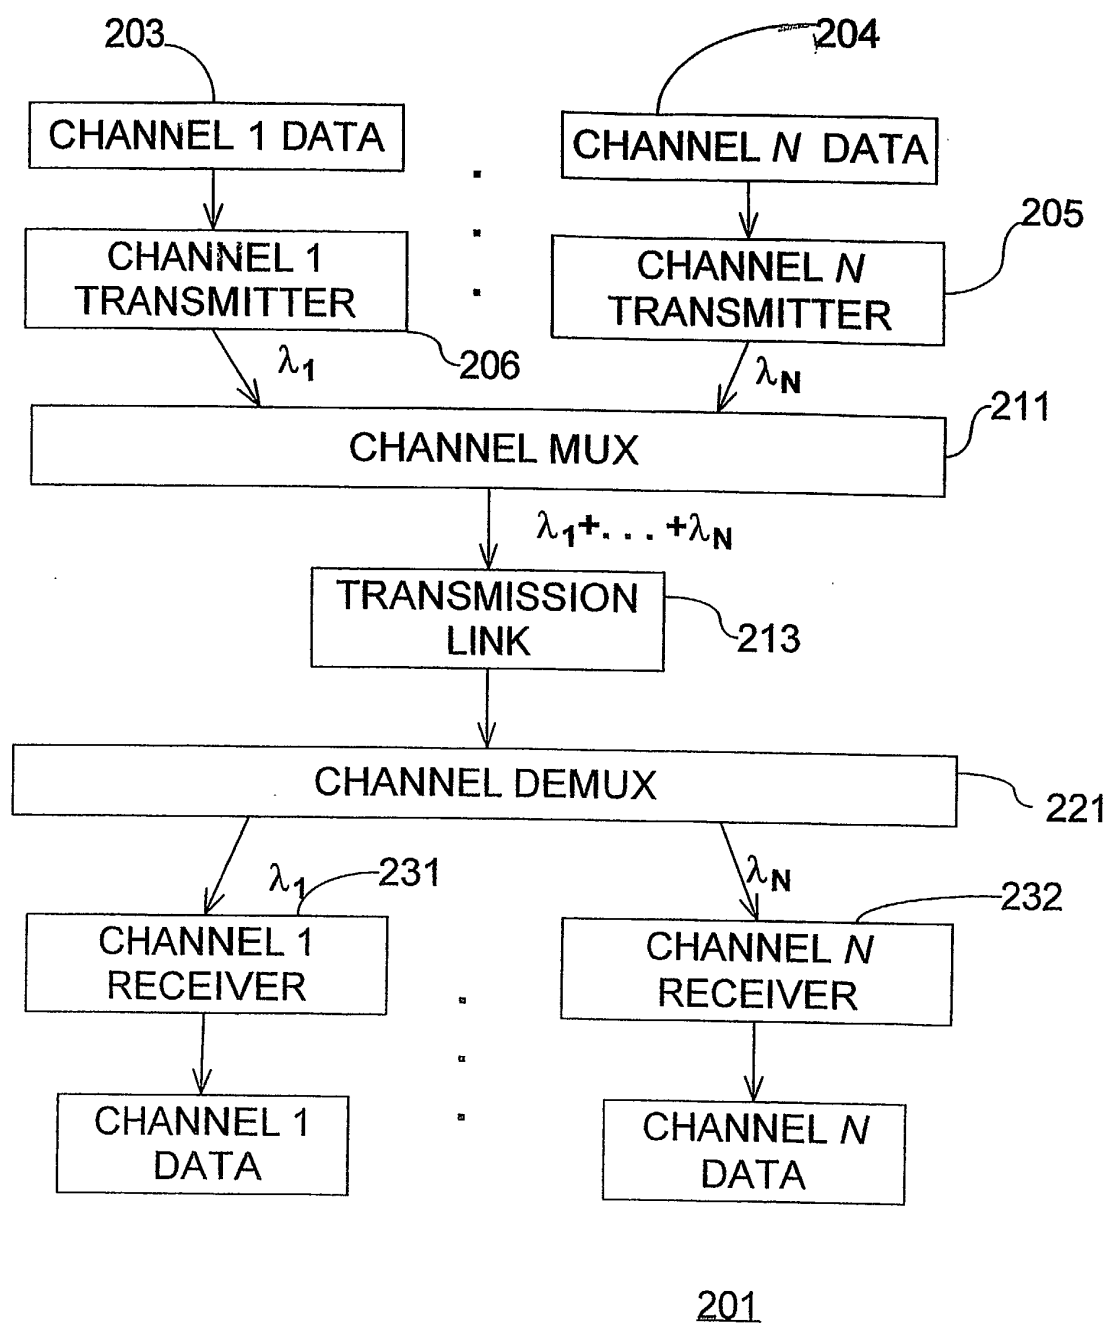 203
204
CHANNEL 1 DATA
CHANNEL N DATA
205
CHANNEL 1
TRANSMITTER
CHANNEL N
TRANSMITTER
206
λ1
λN
211
CHANNEL MUX
λ1+. . . +λN
TRANSMISSION
LINK
213
CHANNEL DEMUX
221
λ1
231
λN
232
CHANNEL 1
RECEIVER
CHANNEL N
RECEIVER
CHANNEL 1
DATA
CHANNEL N
DATA
201